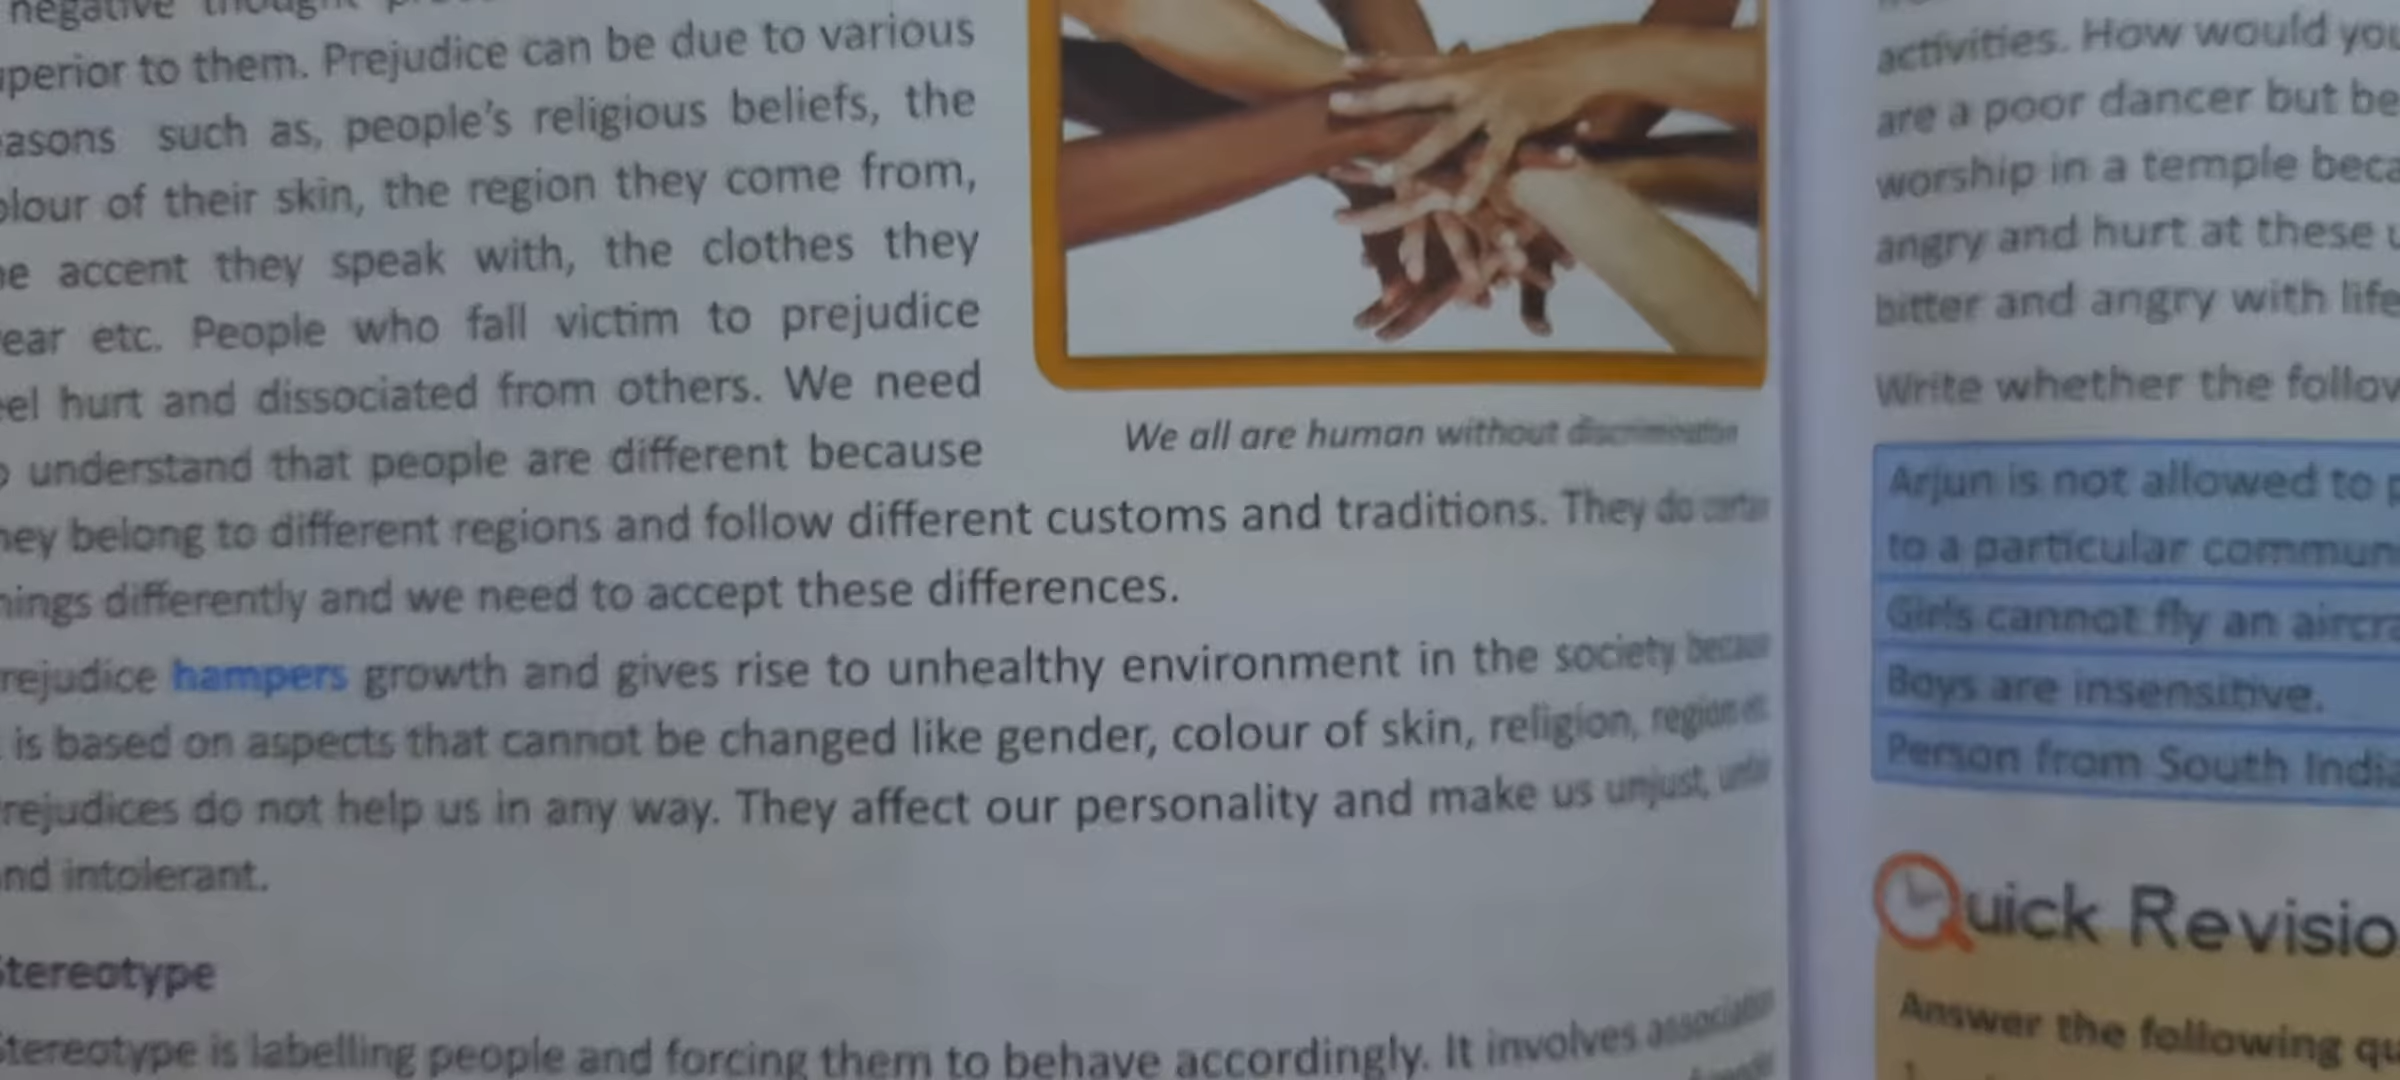 negative thought
perior to them. Prejudice can be due to various
asons such as, people's religious beliefs, the
lour of their skin, the region they come from,
e accent they speak with, the clothes they
ear etc. People who fall victim to prejudice
el hurt and dissociated from others. We need
understand that people are different because
hey belong to different regions and follow different customs and traditions. They do
hings differently and we need to accept these differences.
rejudice hampers growth and gives rise to unhealthy environment in the society
is based on aspects that cannot be changed like gender, colour of skin, religion, region
rejudices do not help us in any way. They affect our personality and make us unjust,
nd intolerant.
We all are human without discrimination
tereotype
tereotype is labelling people and forcing them to behave accordingly. It involves association
activities. How would you
are a poor dancer but be
worship in a temple beca
angry and hurt at these
bitter and angry with life
Write whether the follow
Arjun is not allowed to p
to a particular commun
Girls cannot fly an aircra
Boys are insensitive.
Person from South India
Quick Revisio
Answer the following qu